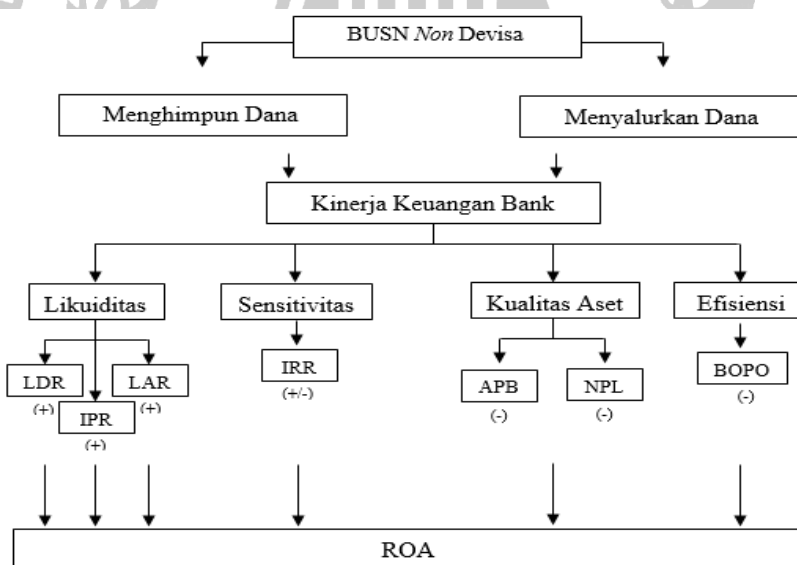 BUSN Non Devisa
Menghimpun Dana
Menyalurkan Dana
Kinerja Keuangan Bank
Likuiditas
Sensitivitas
Kualitas Aset
Efisiensi
LDR
LAR
IRR
APB
NPL
BOPO
(+)
(+)
(+/-)
(-)
(-)
(-)
IPR
(+)
ROA